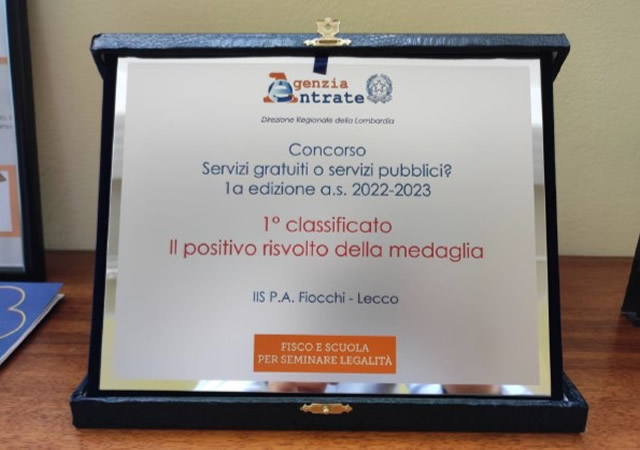 Agenzia
Entrate
Direzione Regionale della Lombardia
Concorso
Servizi gratuiti o servizi pubblici?
1a edizione a.s. 2022-2023
1° classificato
Il positivo risvolto della medaglia
IIS P.A. Fiocchi - Lecco
FISCO E SCUOLA
PER SEMINARE LEGALITÀ